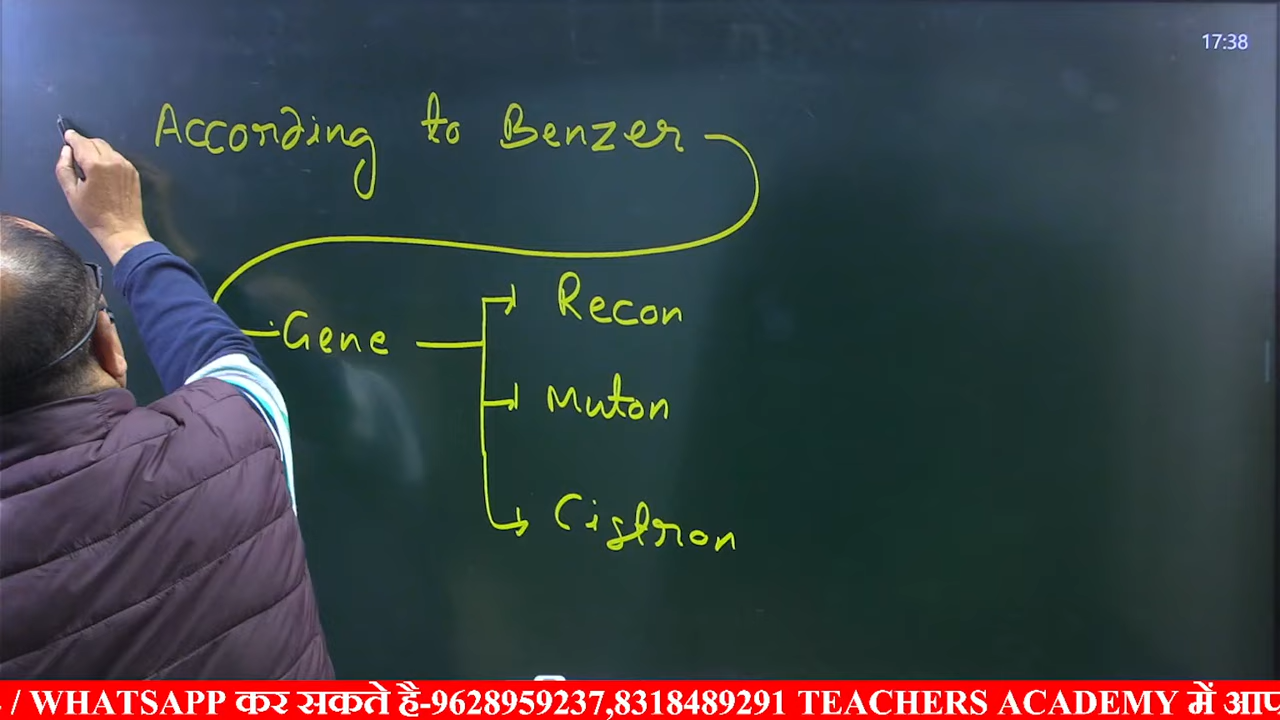 17:38
According to Benzer
Gene
Recon
Muton
Cistron
/ WHATSAPP कर सकते है-9628959237,8318489291 TEACHERS ACADEMY में आप